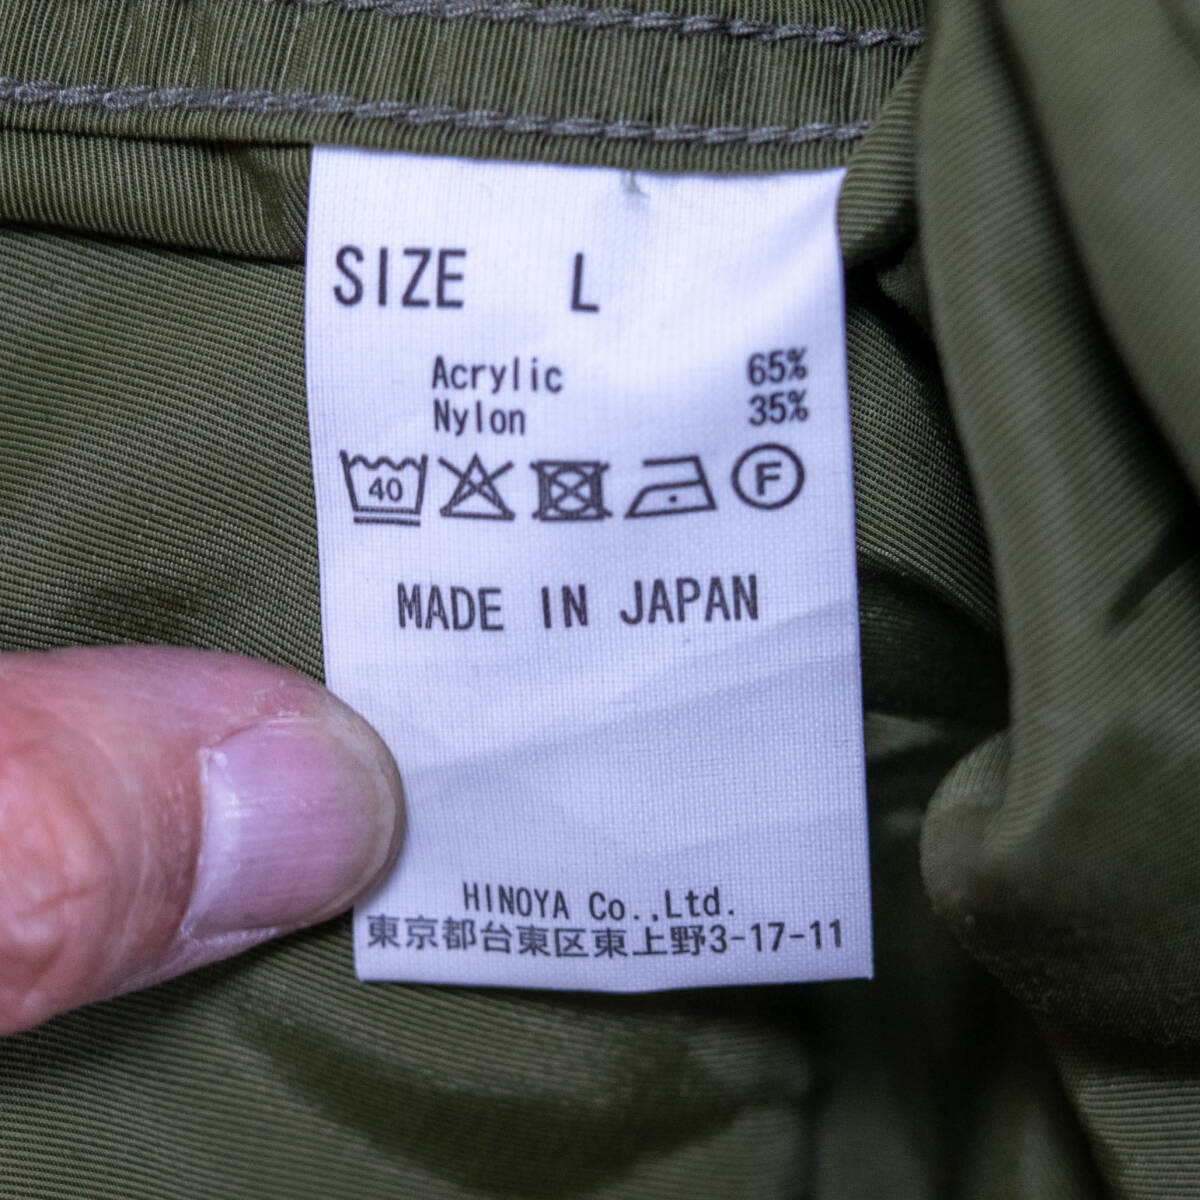 SIZE L
Acrylic 65%
Nylon 35%
40 F
MADE IN JAPAN
HINOYA Co.,Ltd.
東京都台東区東上野3-17-11